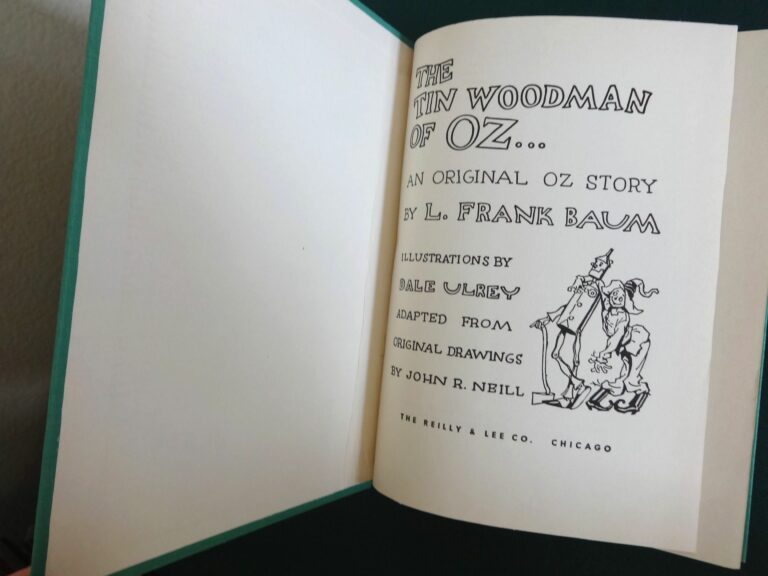 THE
TIN WOODMAN
OF OZ...
AN ORIGINAL OZ STORY
BY L. FRANK BAUM
ILLUSTRATIONS BY
DALE ULREY
ADAPTED FROM
ORIGINAL DRAWINGS
BY JOHN R. NEILL
THE REILLY & LEE CO. CHICAGO